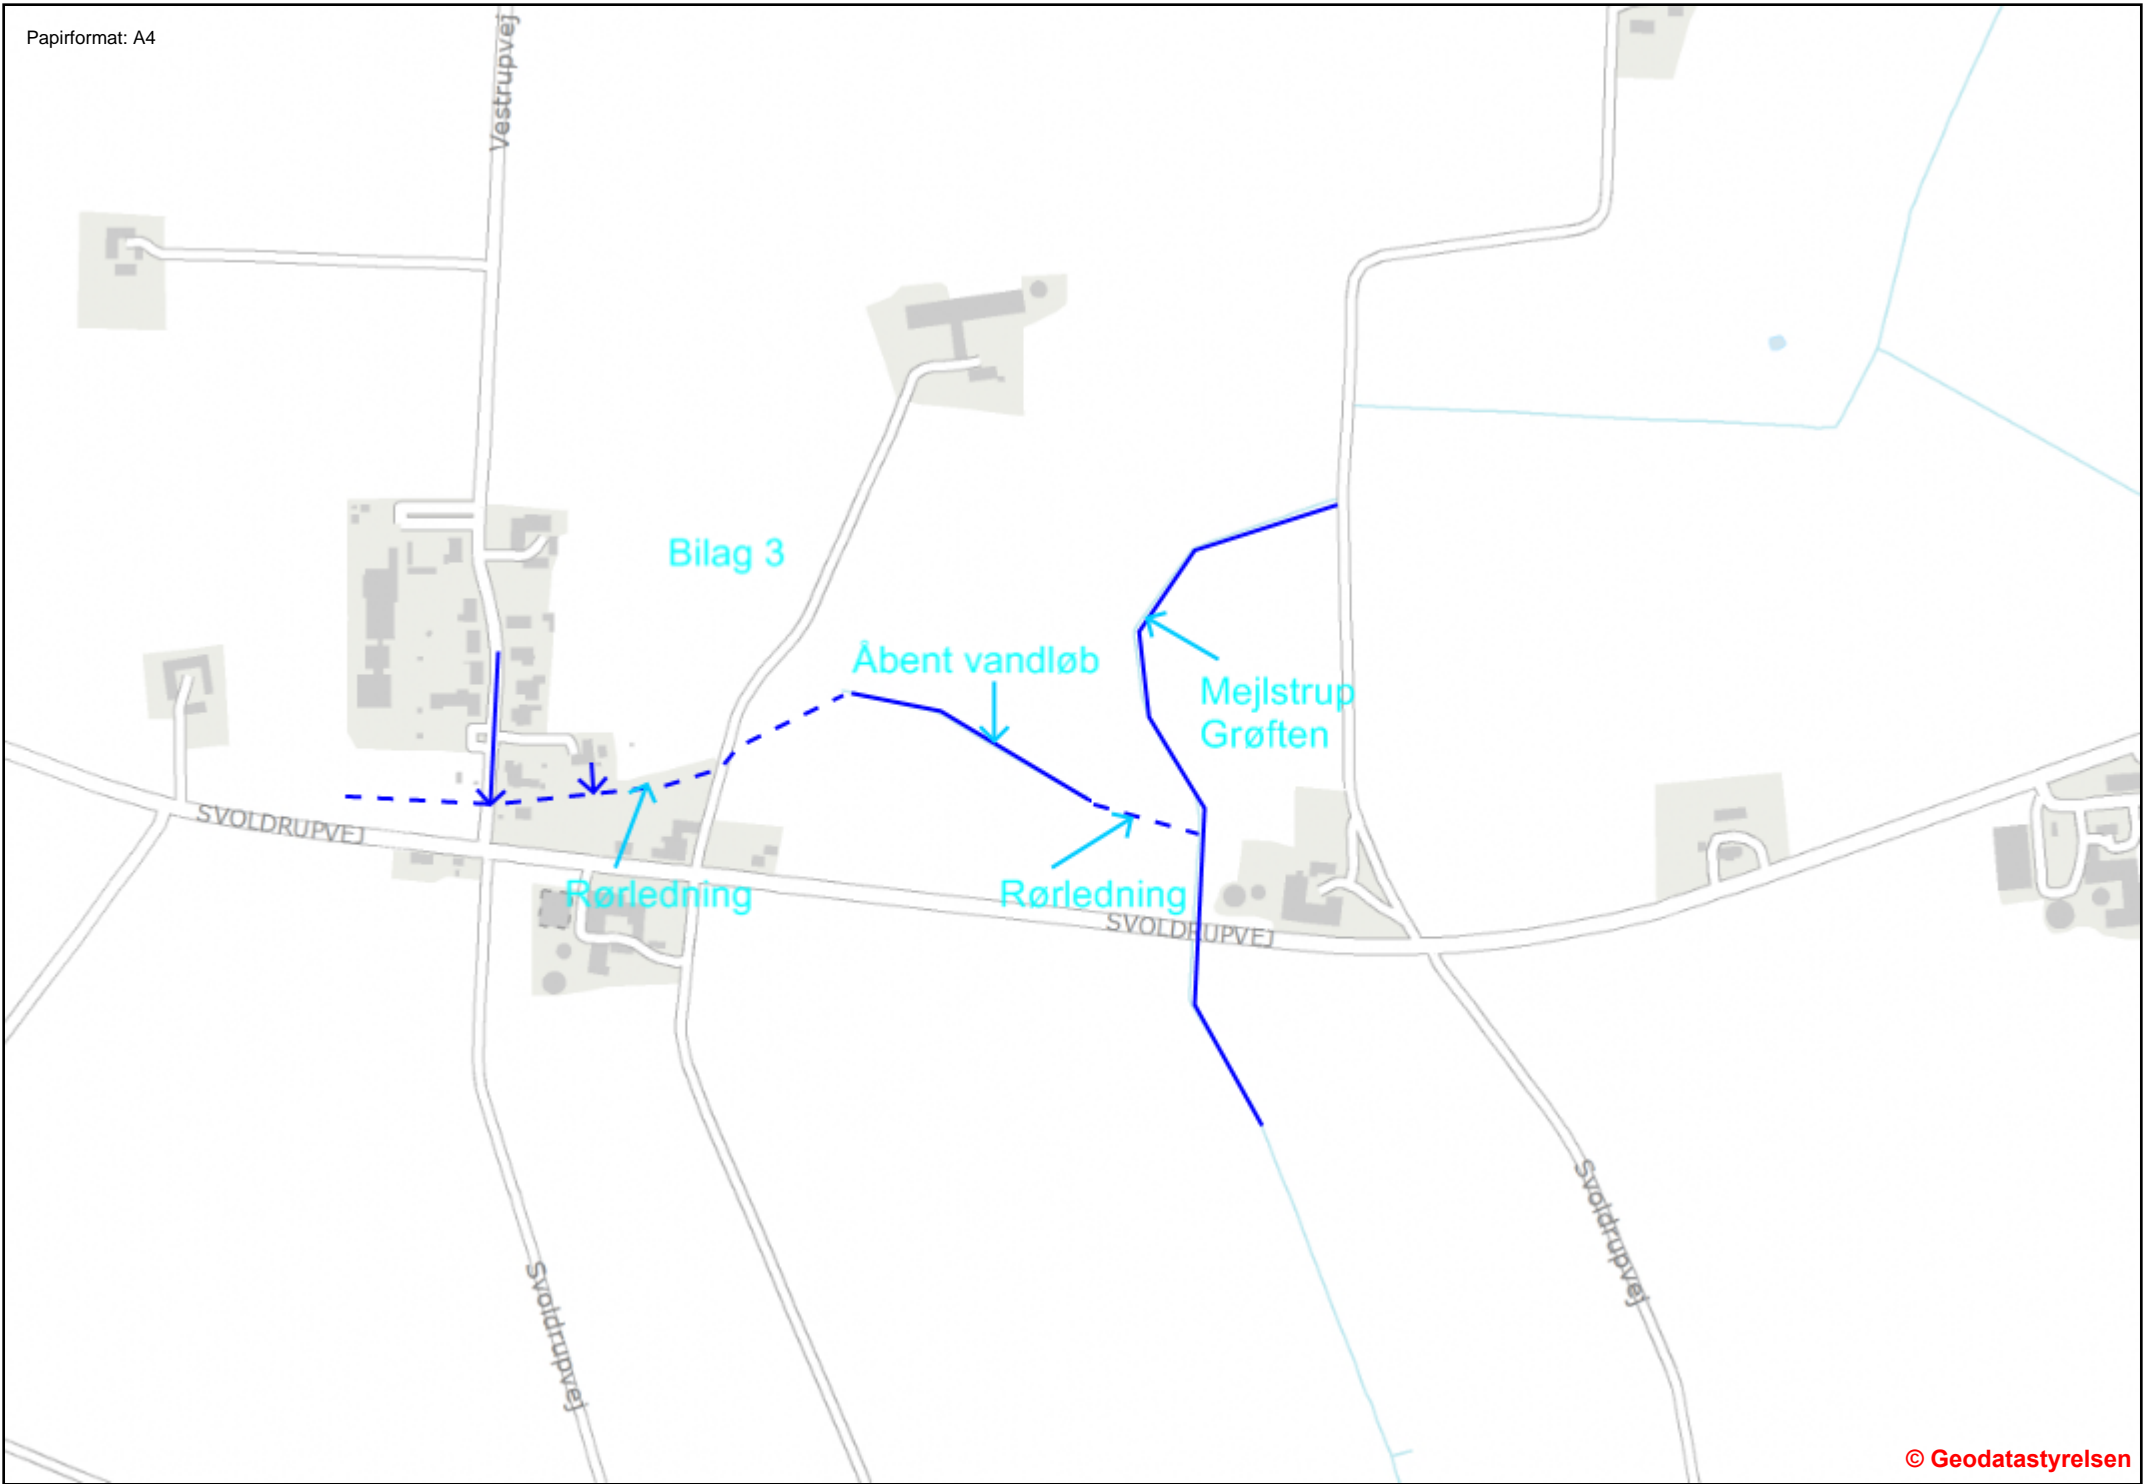 Papirformat: A4
Vestrupvej
Bilag 3
Åbent vandløb
Mejlstrup
Grøften
SVOLDRUPVEJ
Rørledning
Rørledning
SVOLDRUPVEJ
Svoldrupvej
Svoldrupvej
© Geodatastyrelsen